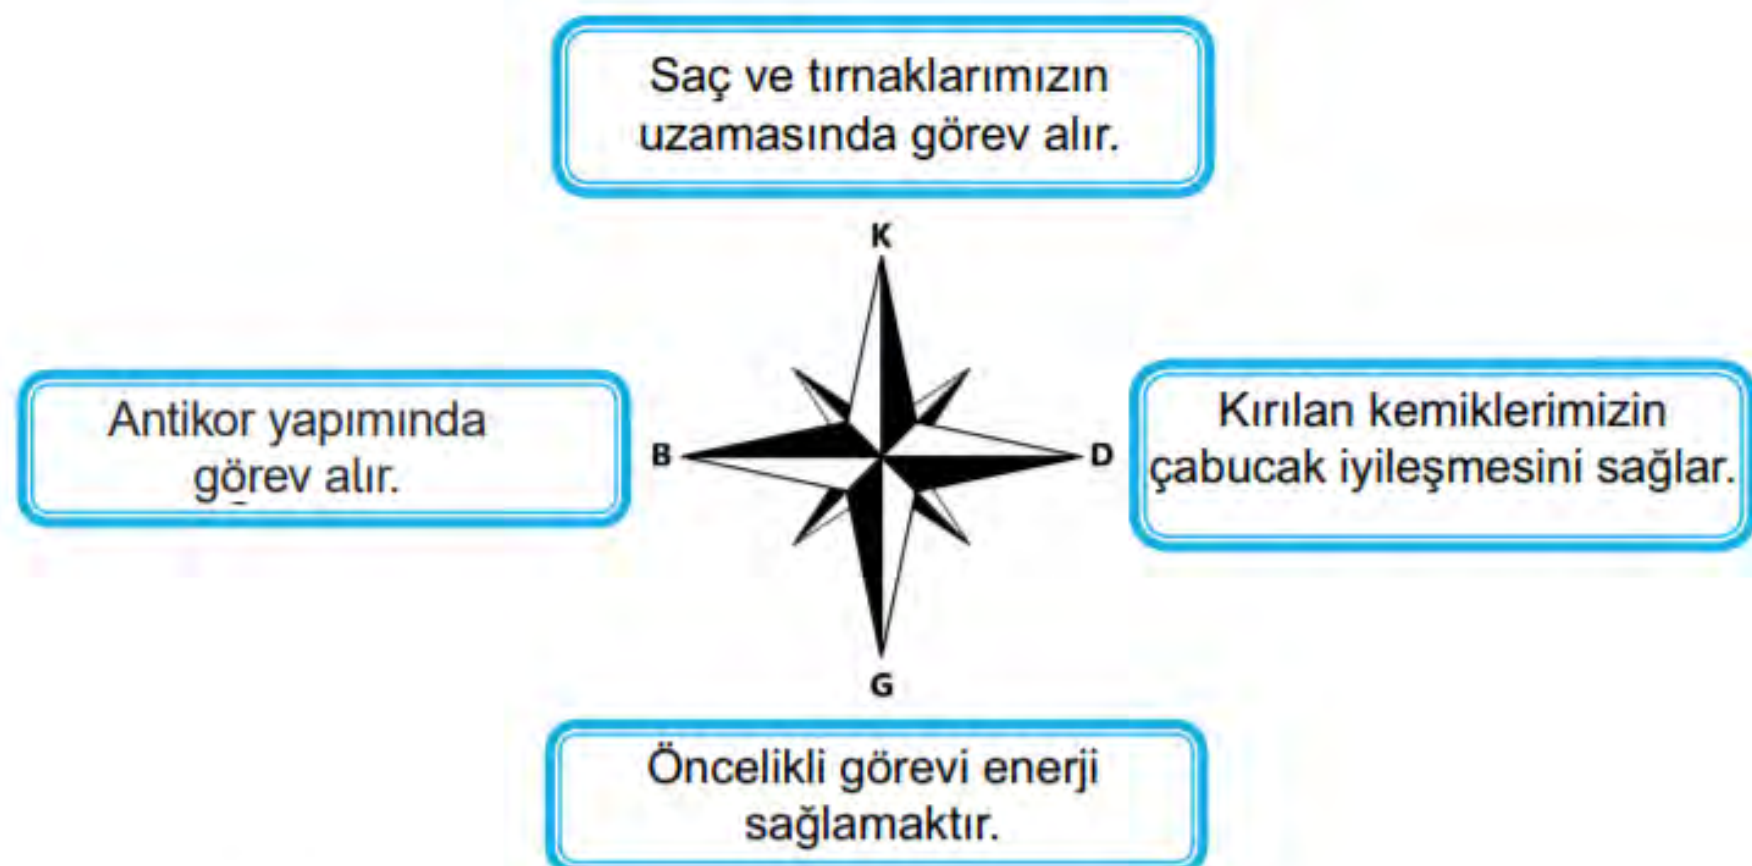 Saç ve tırnaklarımızın
uzamasında görev alır.
K
Antikor yapımında
görev alır.
B
D
Kırılan kemiklerimizin
çabucak iyileşmesini sağlar.
G
Öncelikli görevi enerji
sağlamaktır.